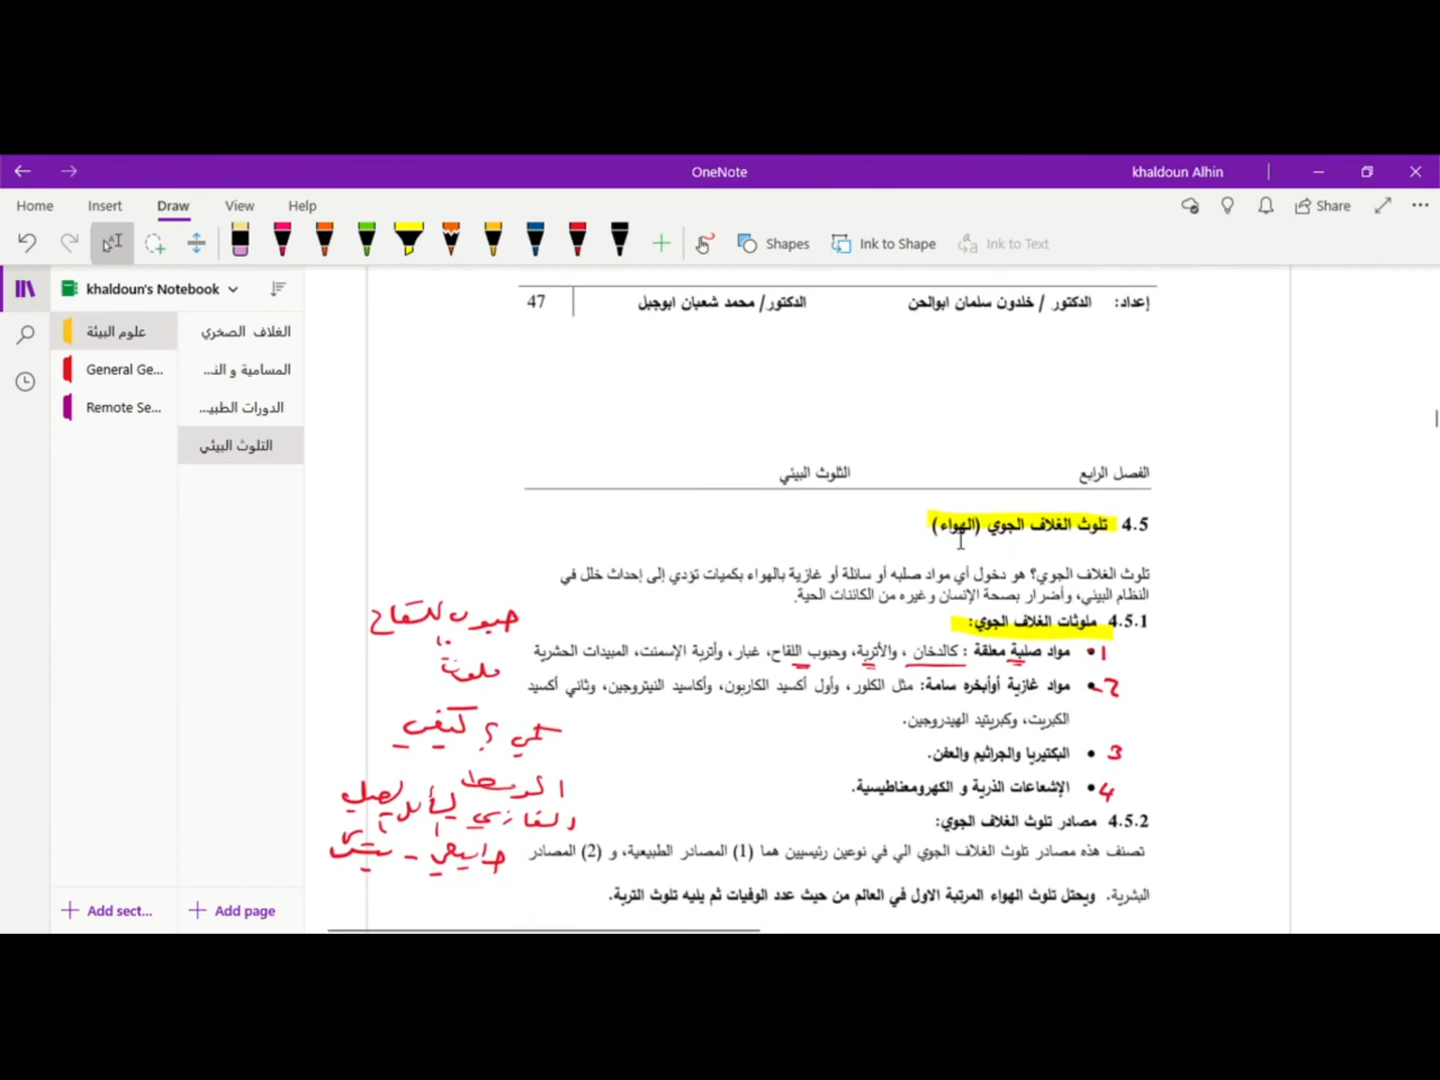 OneNote
khaldoun Alhin
Home Insert Draw View Help
Share
Shapes
Ink to Shape
Ink to Text
khaldoun's Notebook
علوم البيئة
General Ge...
Remote Se...
الغلاف الصخري
المسامية و الن...
الدورات الطبي...
التلوث البيئي
Add sect...
Add page
إعداد: الدكتور / خلدون سلمان ابوالحن الدكتور/ محمد شعبان ابوجبل 47
الفصل الرابع الثلوث البيئي
4.5 تلوث الغلاف الجوي (الهواء)
تلوث الغلاف الجوي؟ هو دخول أي مواد صلبه أو سائلة أو غازية بالهواء بكميات تؤدي إلى إحداث خلل في
النظام البيئي، وأضرار بصحة الإنسان وغيره من الكائنات الحية.
4.5.1 ملوثات الغلاف الجوي:
1 • مواد صلبة معلقة : كالدخان ، والأتربة، وحبوب اللقاح، غبار، وأتربة الإسمنت، المبيدات الحشرية
2 • مواد غازية أوأبخره سامة: مثل الكلور، وأول أكسيد الكاربون، وأكاسيد النيتروجين، وثاني أكسيد
الكبريت، وكبريتيد الهيدروجين.
3 • البكتيريا والجراثيم والعفن.
4 • الإشعاعات الذرية و الكهرومغناطيسية.
4.5.2 مصادر تلوث الغلاف الجوي:
تصنف هذه مصادر تلوث الغلاف الجوي الي في نوعين رئيسيين هما (1) المصادر الطبيعية، و (2) المصادر
البشرية. ويحتل تلوث الهواء المرتبة الاول في العالم من حيث عدد الوفيات ثم يليه تلوث التربة.
حبوب اللقاح
ملوث
كمي ؟ كيفي
الوسط
الغازي